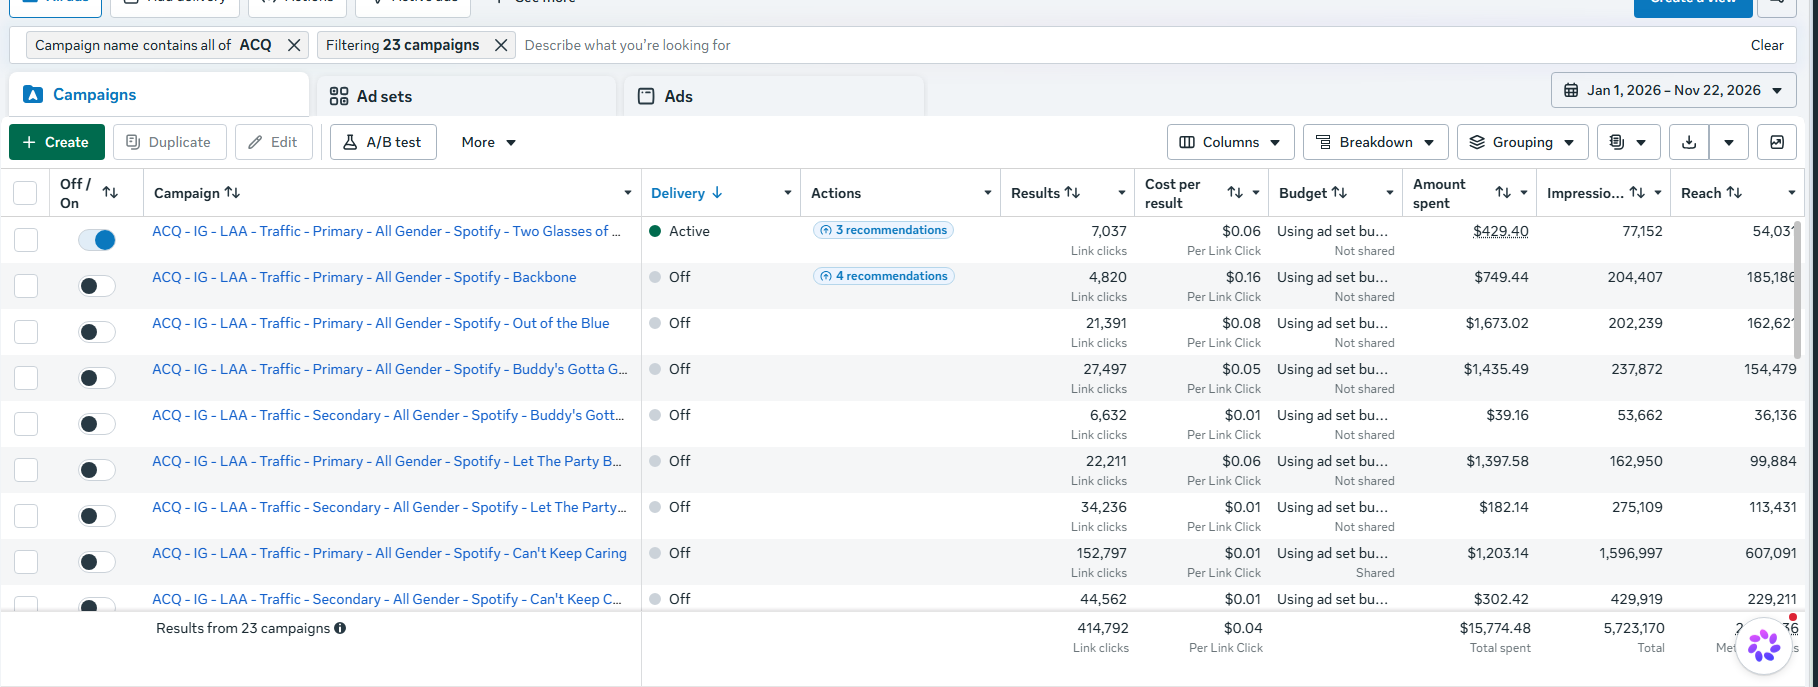 See more
Campaign name contains all of ACQ
Filtering 23 campaigns
Describe what you're looking for
Clear
Campaigns
Ad sets
Ads
Jan 1, 2026 – Nov 22, 2026
Create
Duplicate
Edit
A/B test
More
Columns
Breakdown
Grouping
Off / On
Campaign
Delivery
Actions
Results
Cost per result
Budget
Amount spent
Impressio...
Reach
ACQ - IG - LAA - Traffic - Primary - All Gender - Spotify - Two Glasses of ... Active 3 recommendations 7,037 $0.06 Using ad set bu... $429.40 77,152
Link clicks Per Link Click Not shared
ACQ - IG - LAA - Traffic - Primary - All Gender - Spotify - Backbone Off 4 recommendations 4,820 $0.16 Using ad set bu... $749.44 204,407 185,186
Link clicks Per Link Click Not shared
ACQ - IG - LAA - Traffic - Primary - All Gender - Spotify - Out of the Blue Off 21,391 $0.08 Using ad set bu... $1,673.02 202,239
Link clicks Per Link Click Not shared
ACQ - IG - LAA - Traffic - Primary - All Gender - Spotify - Buddy's Gotta G... Off 27,497 $0.05 Using ad set bu... $1,435.49 237,872 154,479
Link clicks Per Link Click Not shared
ACQ - IG - LAA - Traffic - Secondary - All Gender - Spotify - Buddy's Gott... Off 6,632 $0.01 Using ad set bu... $39.16 53,662 36,136
Link clicks Per Link Click Not shared
ACQ - IG - LAA - Traffic - Primary - All Gender - Spotify - Let The Party B... Off 22,211 $0.06 Using ad set bu... $1,397.58 162,950 99,884
Link clicks Per Link Click Not shared
ACQ - IG - LAA - Traffic - Secondary - All Gender - Spotify - Let The Party... Off 34,236 $0.01 Using ad set bu... $182.14 275,109 113,431
Link clicks Per Link Click Not shared
ACQ - IG - LAA - Traffic - Primary - All Gender - Spotify - Can't Keep Caring Off 152,797 $0.01 Using ad set bu... $1,203.14 1,596,997 607,091
Link clicks Per Link Click Shared
ACQ - IG - LAA - Traffic - Secondary - All Gender - Spotify - Can't Keep C... Off 44,562 $0.01 Using ad set bu... $302.42 429,919 229,211
Results from 23 campaigns 414,792 $0.04 $15,774.48 5,723,170
Link clicks Per Link Click Total spent Total